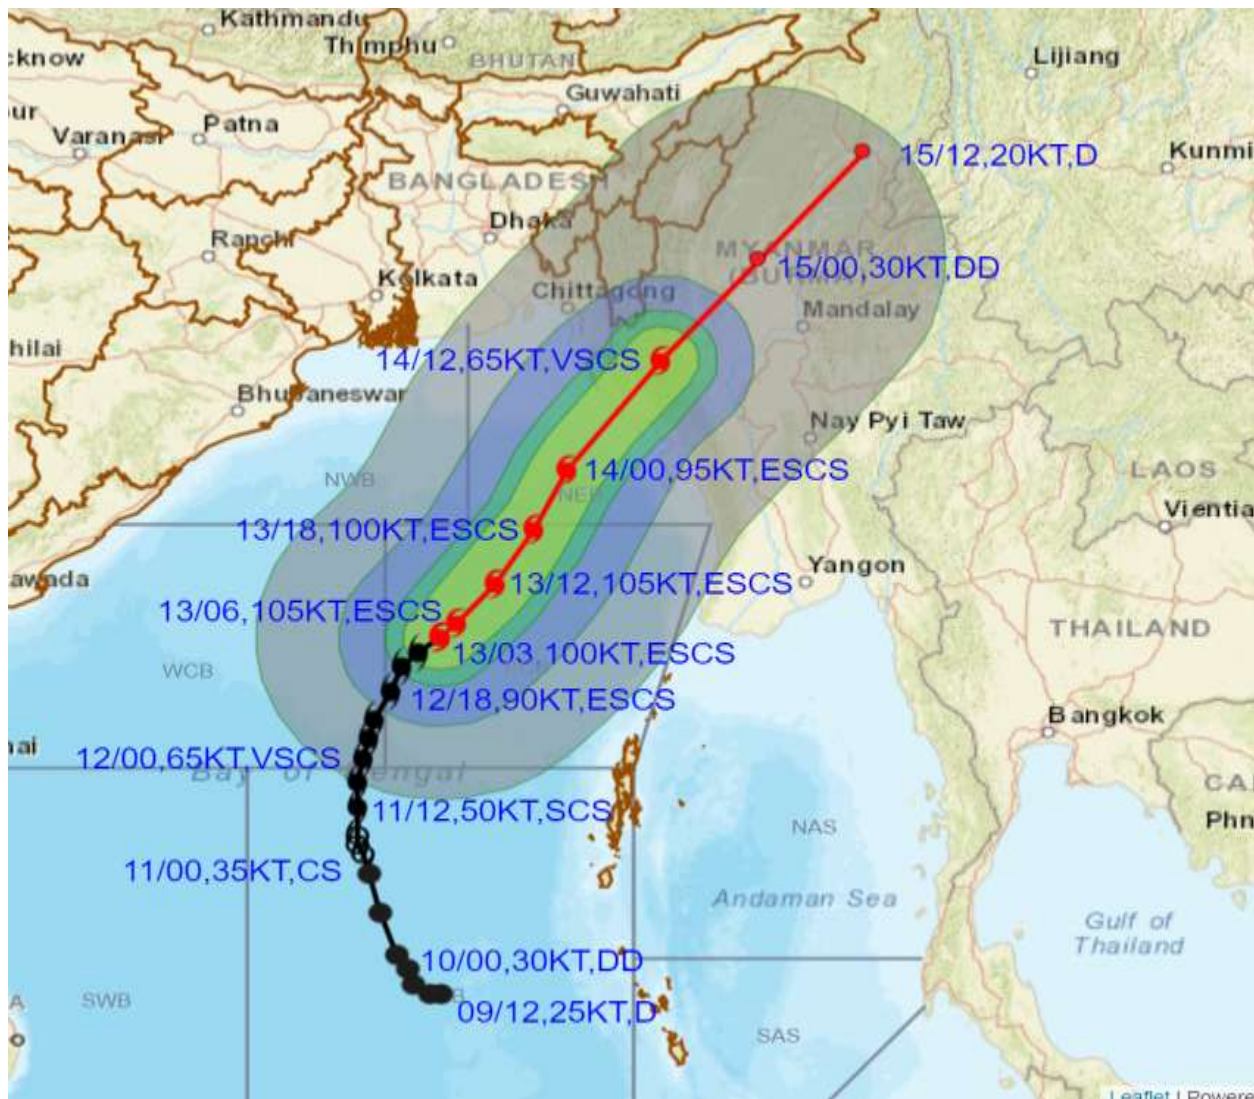 Kathmandu
Thimphu
BHUTAN
cknow
Lijiang
Guwahati
Patna
Varanasi
Kunmi
15/12,20KT,D
BANGLADESH
Dhaka
Ranchi
MYANMAR
(BURMA)
15/00,30KT,DD
Kolkata
Chittagong
Mandalay
hilai
14/12,65KT,VSCS
Bhubaneswar
Nay Pyi Taw
14/00,95KT,ESCS
LAOS
NWB
NEB
Vientia
13/18,100KT,ESCS
awada
13/12,105KT,ESCS
Yangon
13/06,105KT,ESCS
THAILAND
13/03,100KT,ESCS
WCB
12/18,90KT,ESCS
Bangkok
nai
12/00,65KT,VSCS
Bay of Bengal
CA
11/12,50KT,SCS
Phn
NAS
11/00,35KT,CS
Andaman Sea
Gulf of
Thailand
10/00,30KT,DD
SWB
09/12,25KT,D
SAS
Leaflet | Powere